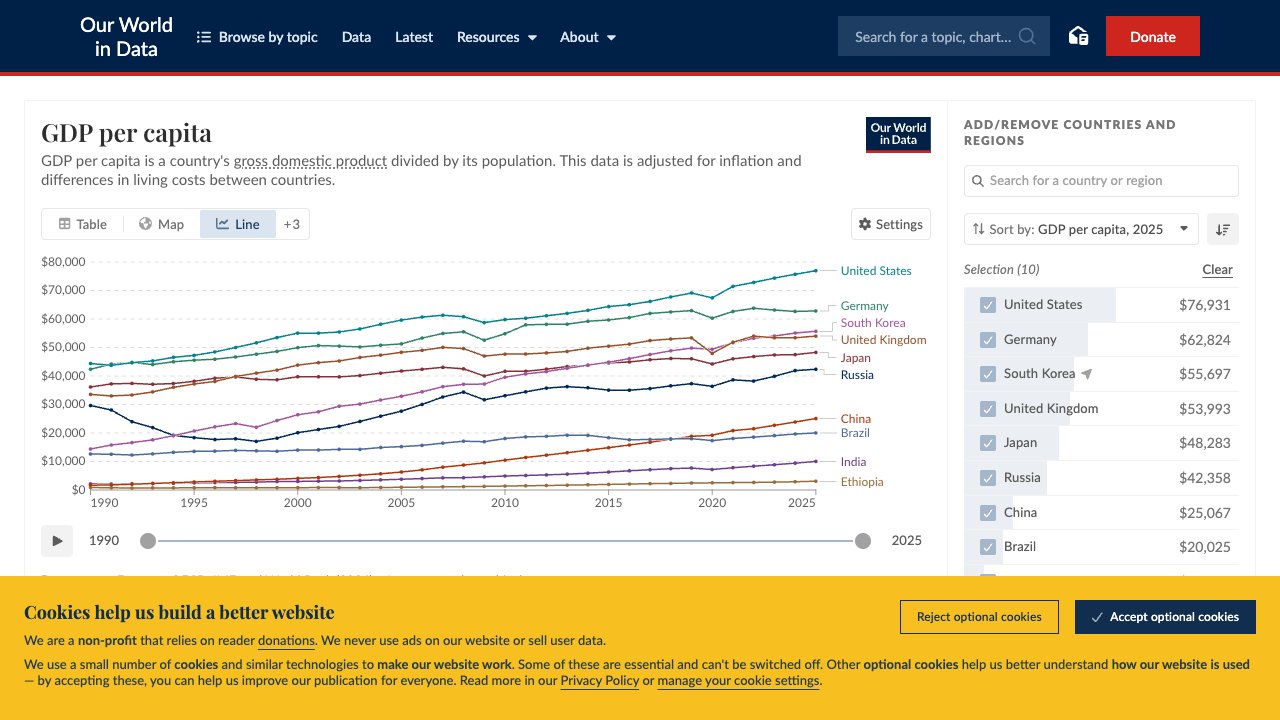 Our World
in Data
Browse by topic
Data
Latest
Resources
About
Search for a topic, chart...
Donate
GDP per capita
GDP per capita is a country's gross domestic product divided by its population. This data is adjusted for inflation and
differences in living costs between countries.
Our World
in Data
Table
Map
Line
+3
Settings
$80,000
$70,000
$60,000
$50,000
$40,000
$30,000
$20,000
$10,000
$0
1990
1995
2000
2005
2010
2015
2020
2025
United States
Germany
South Korea
United Kingdom
Japan
Russia
China
Brazil
India
Ethiopia
1990
2025
ADD/REMOVE COUNTRIES AND
REGIONS
Search for a country or region
Sort by: GDP per capita, 2025
Selection (10)
Clear
United States $76,931
Germany $62,824
South Korea $55,697
United Kingdom $53,993
Japan $48,283
Russia $42,358
China $25,067
Brazil $20,025
Cookies help us build a better website
We are a non-profit that relies on reader donations. We never use ads on our website or sell user data.
We use a small number of cookies and similar technologies to make our website work. Some of these are essential and can't be switched off. Other optional cookies help us better understand how our website is used
— by accepting these, you can help us improve our publication for everyone. Read more in our Privacy Policy or manage your cookie settings.
Reject optional cookies
Accept optional cookies